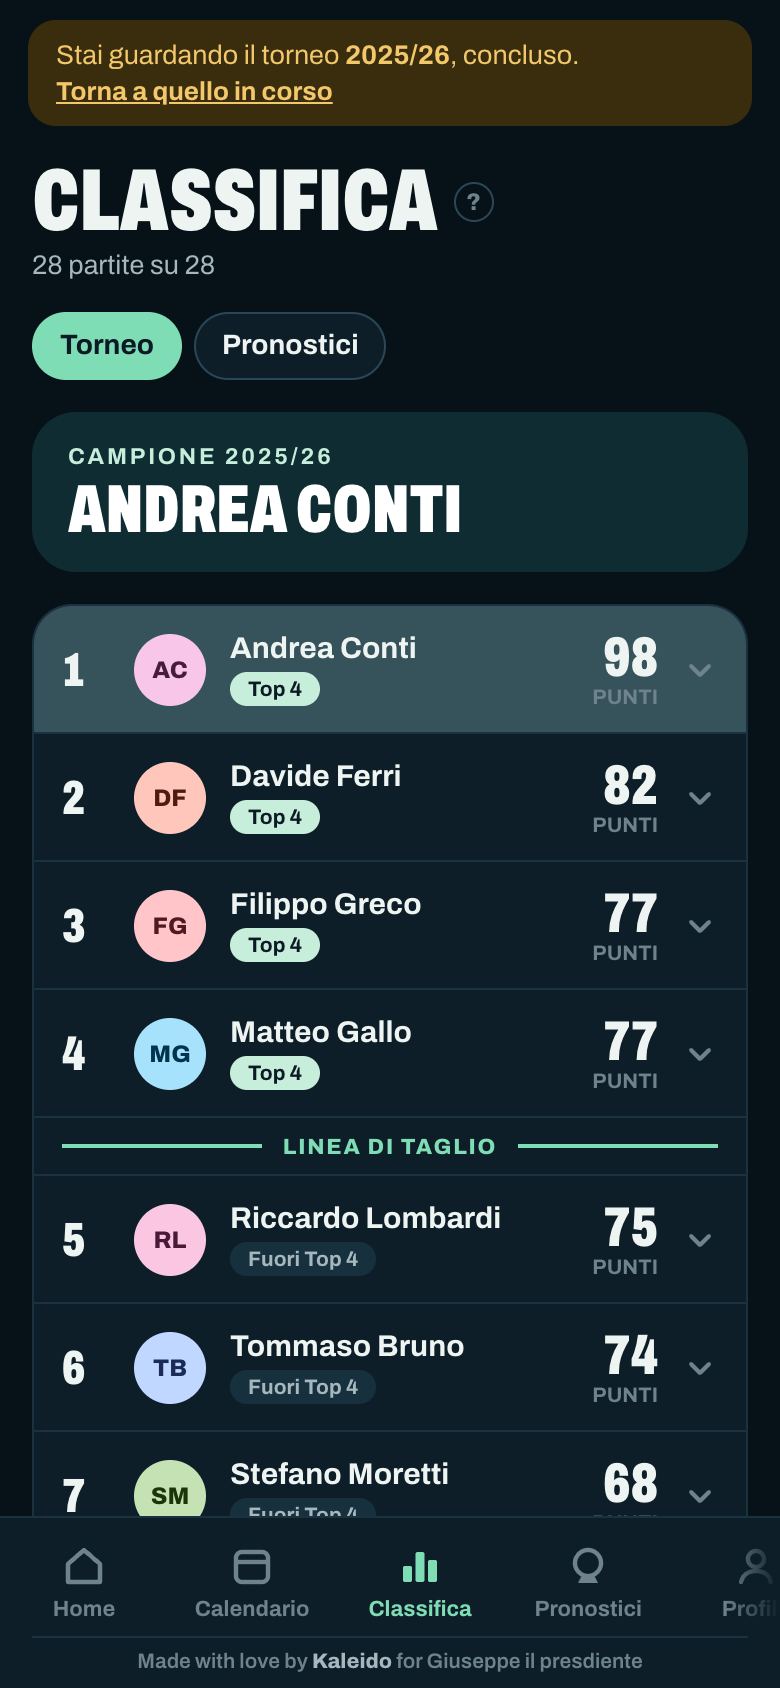 Stai guardando il torneo 2025/26, concluso.
Torna a quello in corso
CLASSIFICA ?
28 partite su 28
Torneo Pronostici
CAMPIONE 2025/26
ANDREA CONTI
1 AC Andrea Conti 98
Top 4 PUNTI
2 DF Davide Ferri 82
Top 4 PUNTI
3 FG Filippo Greco 77
Top 4 PUNTI
4 MG Matteo Gallo 77
Top 4 PUNTI
LINEA DI TAGLIO
5 RL Riccardo Lombardi 75
Fuori Top 4 PUNTI
6 TB Tommaso Bruno 74
Fuori Top 4 PUNTI
7 SM Stefano Moretti 68
Fuori Top 4
Home Calendario Classifica Pronostici Profil
Made with love by Kaleido for Giuseppe il presdiente